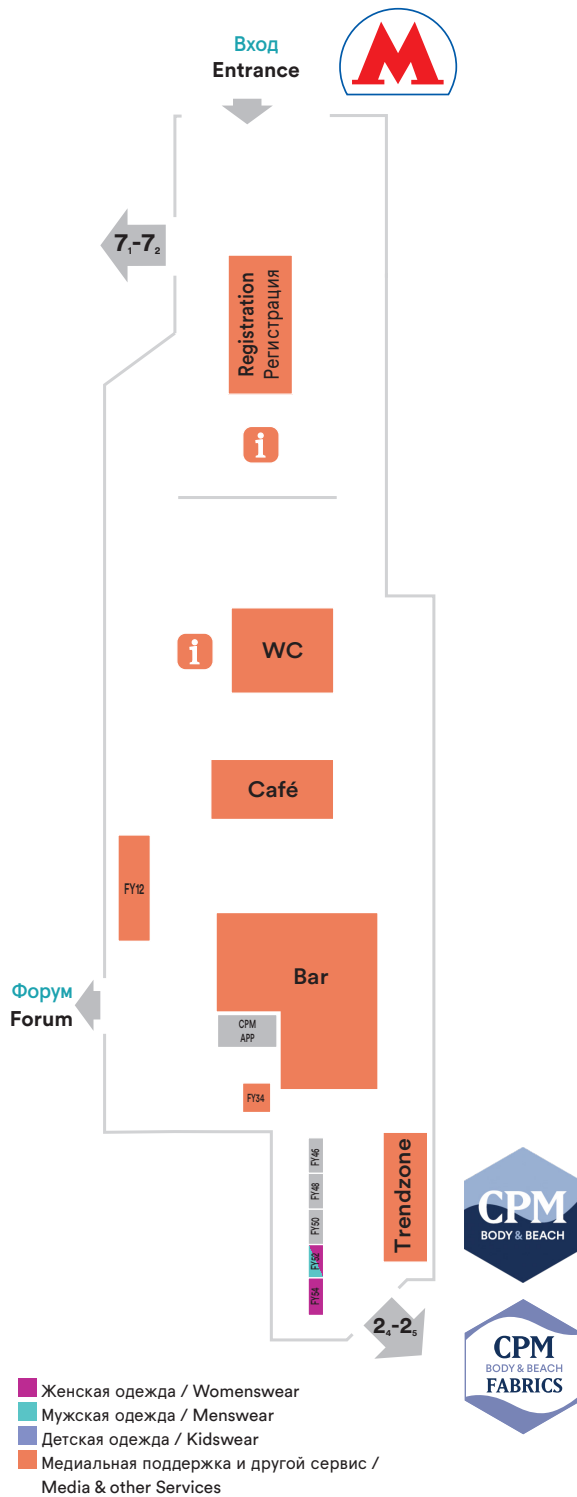 Вход
Entrance
M
7₁-7₂
Registration
Регистрация
i
i
WC
Café
FY12
Bar
Форум
Forum
CPM
APP
FY34
FY46
FY48
FY50
FY52
FY54
Trendzone
CPM
BODY & BEACH
2₄-2₅
CPM
BODY & BEACH
FABRICS
Женская одежда / Womenswear
Мужская одежда / Menswear
Детская одежда / Kidswear
Медиальная поддержка и другой сервис /
Media & other Services